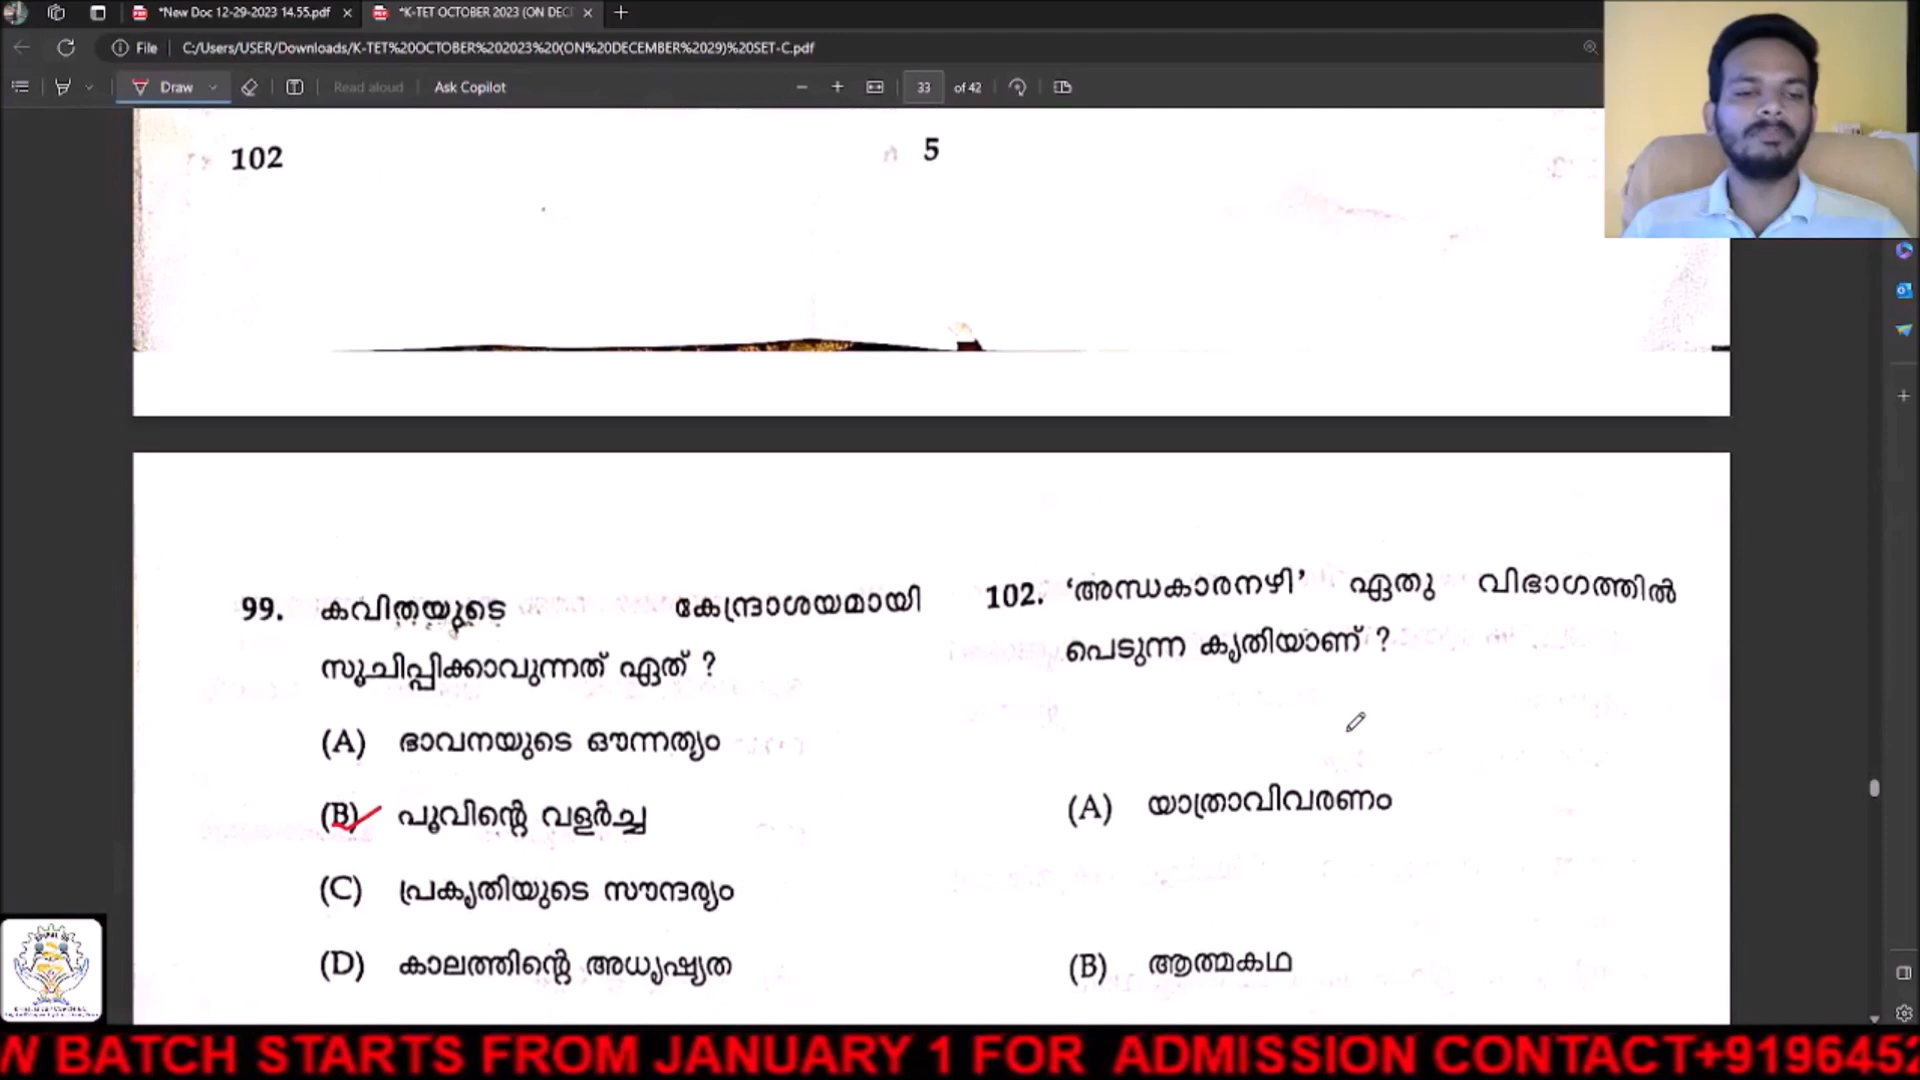 *New Doc 12-29-2023 14.55.pdf
*K-TET OCTOBER 2023 (ON DEC
File
C:/Users/USER/Downloads/K-TET%20OCTOBER%202023%20(ON%20DECEMBER%2029)%20SET-C.pdf
Draw
Read aloud
Ask Copilot
33
of 42
102
5
99. കവിതയുടെ കേന്ദ്രാശയമായി
സൂചിപ്പിക്കാവുന്നത് ഏത് ?
(A) ഭാവനയുടെ ഔന്നത്യം
(B) പൂവിന്റെ വളർച്ച
(C) പ്രകൃതിയുടെ സൗന്ദര്യം
(D) കാലത്തിന്റെ അധൃഷ്യത
102. ‘അന്ധകാരനഴി’ ഏതു വിഭാഗത്തിൽ
പെടുന്ന കൃതിയാണ് ?
(A) യാത്രാവിവരണം
(B) ആത്മകഥ
W BATCH STARTS FROM JANUARY 1 FOR ADMISSION CONTACT+9196452